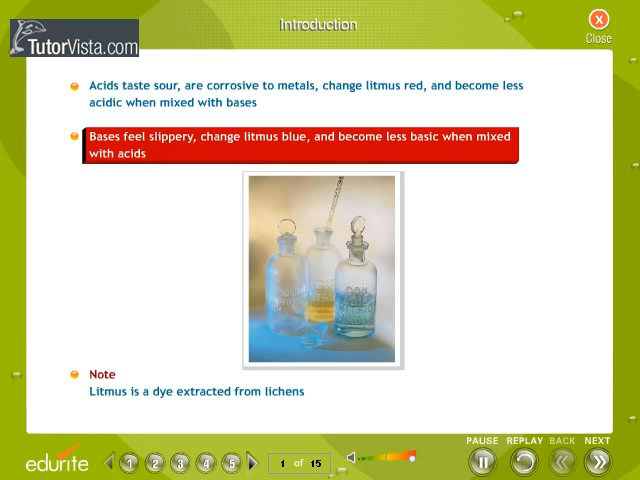 Introduction
X
Close
TutorVista.com
Acids taste sour, are corrosive to metals, change litmus red, and become less
acidic when mixed with bases
Bases feel slippery, change litmus blue, and become less basic when mixed
with acids
Note
Litmus is a dye extracted from lichens
PAUSE REPLAY BACK NEXT
edurite
1 2 3 4 5
1 of 15